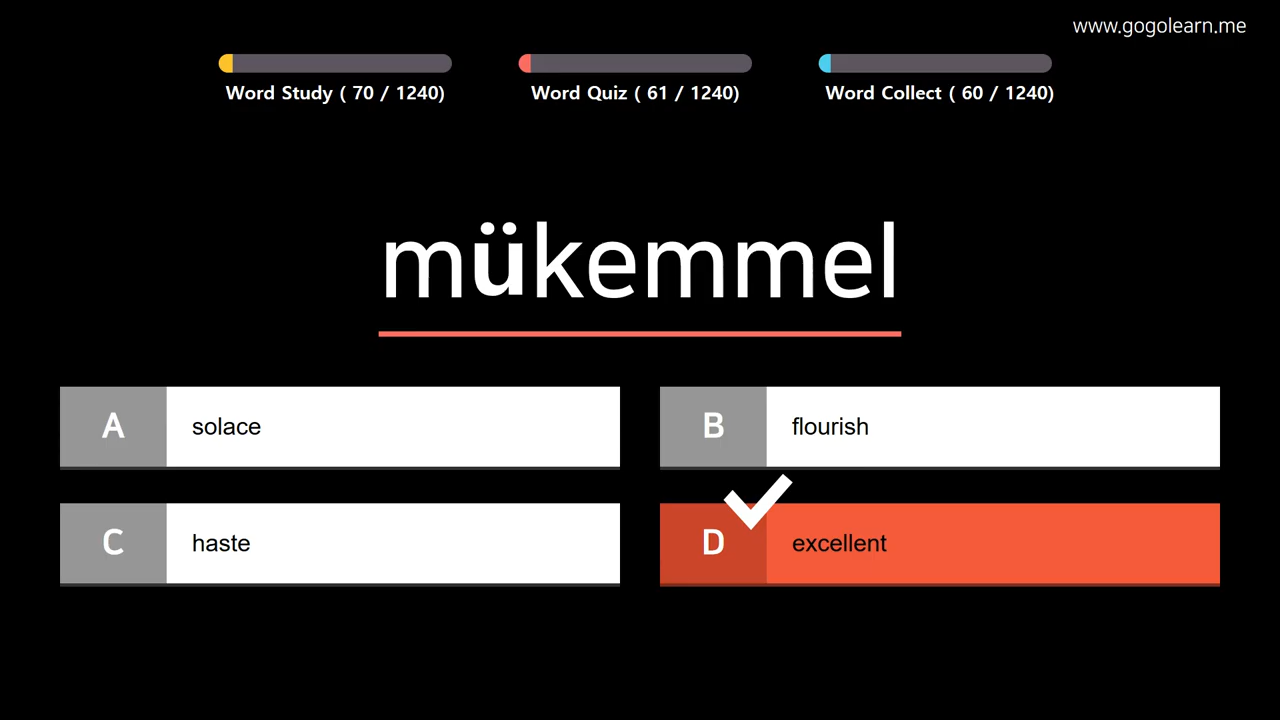 www.gogolearn.me
Word Study ( 70 / 1240)
Word Quiz ( 61 / 1240)
Word Collect ( 60 / 1240)
mükemmel
A solace
B flourish
C haste
D excellent